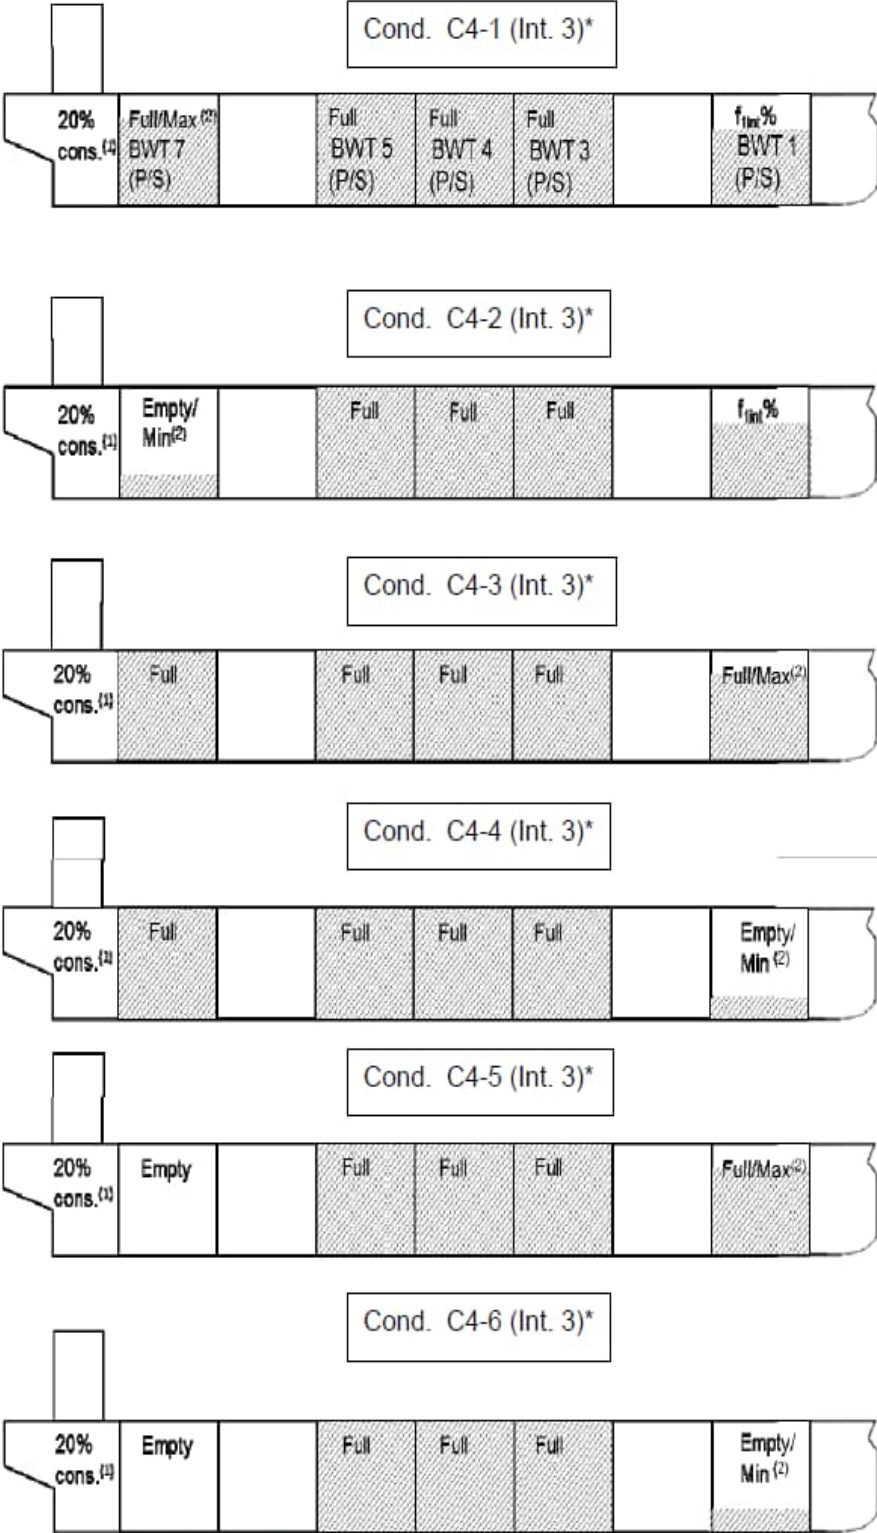 Cond. C4-1 (Int. 3)*
20%
cons.(1)
Full/Max (2)
BWT 7
(P/S)
Full
BWT 5
(P/S)
Full
BWT 4
(P/S)
Full
BWT 3
(P/S)
f1int%
BWT 1
(P/S)
Cond. C4-2 (Int. 3)*
20%
cons.(1)
Empty/
Min(2)
Full
Full
Full
f1int%
Cond. C4-3 (Int. 3)*
20%
cons.(1)
Full
Full
Full
Full
Full/Max(2)
Cond. C4-4 (Int. 3)*
20%
cons.(1)
Full
Full
Full
Full
Empty/
Min (2)
Cond. C4-5 (Int. 3)*
20%
cons.(1)
Empty
Full
Full
Full
Full/Max(2)
Cond. C4-6 (Int. 3)*
20%
cons.(1)
Empty
Full
Full
Full
Empty/
Min (2)